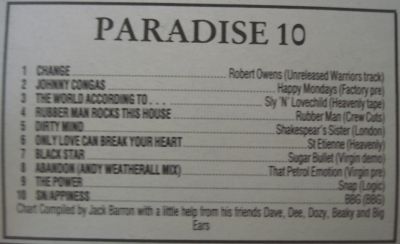 PARADISE 10
1 CHANGE ........ Robert Owens (Unreleased Warriors track)
2 JOHNNY CONGAS ........ Happy Mondays (Factory pre)
3 THE WORLD ACCORDING TO . . . ........ Sly 'N' Lovechild (Heavenly tape)
4 RUBBER MAN ROCKS THIS HOUSE ........ Rubber Man (Crew Cuts)
5 DIRTY MIND ........ Shakespear's Sister (London)
6 ONLY LOVE CAN BREAK YOUR HEART ........ St Etienne (Heavenly)
7 BLACK STAR ........ Sugar Bullet (Virgin demo)
8 ABANDON (ANDY WEATHERALL MIX) ........ That Petrol Emotion (Virgin pre)
9 THE POWER ........ Snap (Logic)
10 SNAPPINESS ........ BBG (BBG)
Chart Compiled by Jack Barron with a little help from his friends Dave, Dee, Dozy, Beaky and Big
Ears